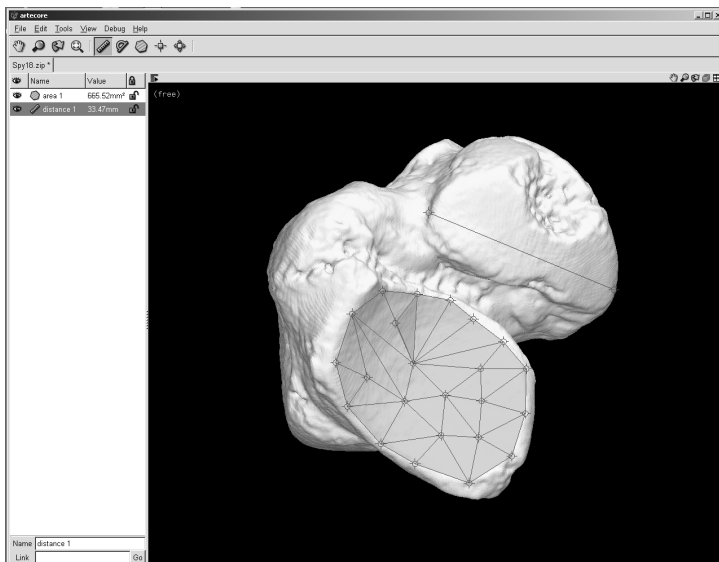 artecore
File Edit Tools View Debug Help
Spy18.zip *
Name Value
area 1 665.52mm²
distance 1 33.47mm
(free)
Name distance 1
Link Go